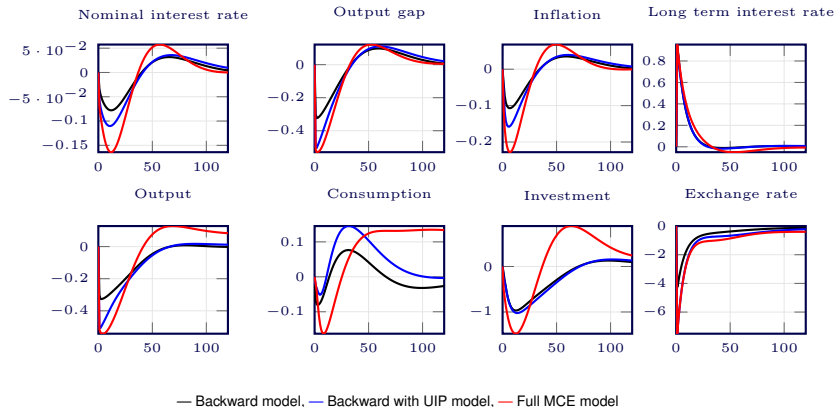 Nominal interest rate
Output gap
Inflation
Long term interest rate
5 · 10⁻²
0
−5 · 10⁻²
−0.1
−0.15
0 50 100
0
−0.2
−0.4
0 50 100
0
−0.1
−0.2
0 50 100
0.8
0.6
0.4
0.2
0
0 50 100
Output
Consumption
Investment
Exchange rate
0
−0.2
−0.4
0 50 100
0.1
0
−0.1
0 50 100
0
−1
0 50 100
0
−2
−4
−6
0 50 100
— Backward model, — Backward with UIP model, — Full MCE model